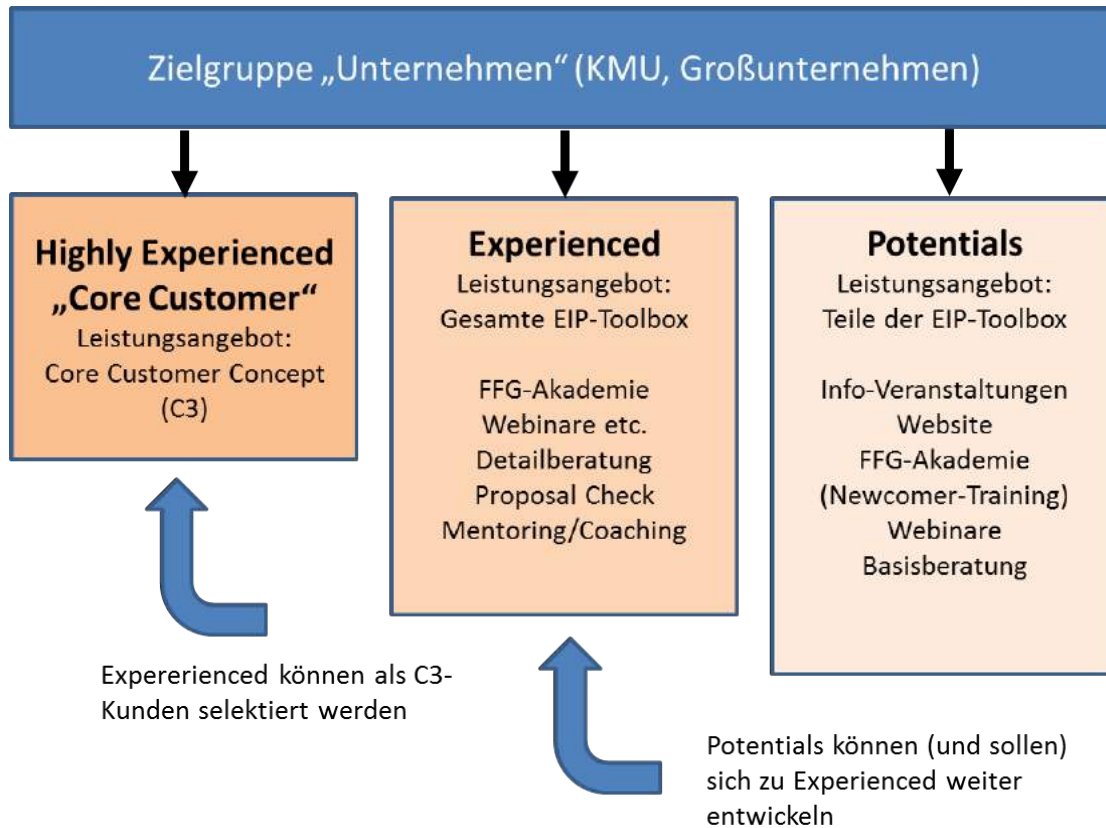 Zielgruppe „Unternehmen“ (KMU, Großunternehmen)
Highly Experienced
„Core Customer“
Leistungsangebot:
Core Customer Concept
(C3)
Experienced
Leistungsangebot:
Gesamte EIP-Toolbox
FFG-Akademie
Webinare etc.
Detailberatung
Proposal Check
Mentoring/Coaching
Potentials
Leistungsangebot:
Teile der EIP-Toolbox
Info-Veranstaltungen
Website
FFG-Akademie
(Newcomer-Training)
Webinare
Basisberatung
Expererienced können als C3-
Kunden selektiert werden
Potentials können (und sollen)
sich zu Experienced weiter
entwickeln